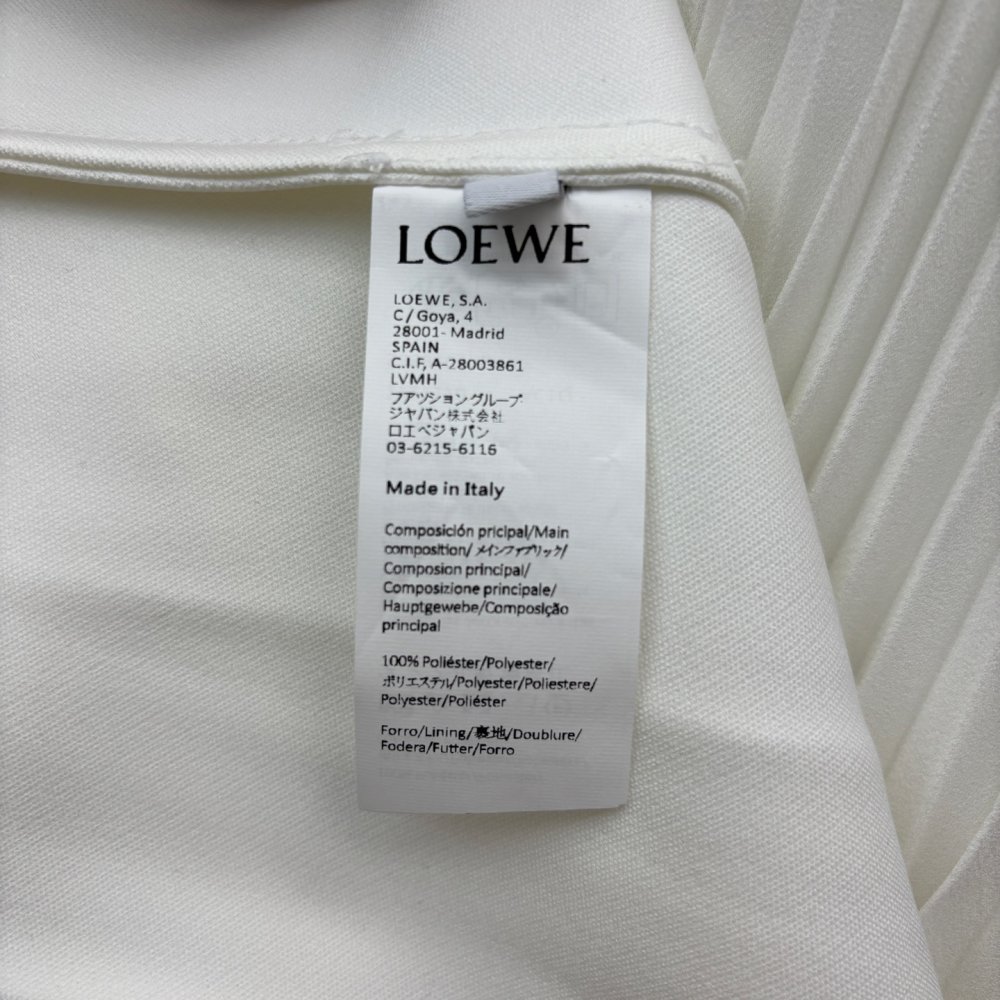 LOEWE
LOEWE, S.A.
C/ Goya, 4
28001- Madrid
SPAIN
C.I.F, A-28003861
LVMH
フアツショングループ
ジャパン株式会社
ロエベジャパン
03-6215-6116
Made in Italy
Composición pricipal/Main
composition/メインファブリック/
Composion principal/
Composizione principale/
Hauptgewebe/Composição
principal
100% Poliéster/Polyester/
ポリエステル/Polyester/Poliestere/
Polyester/Poliéster
Forro/Lining/裏地/Doublure/
Fodera/Futter/Forro